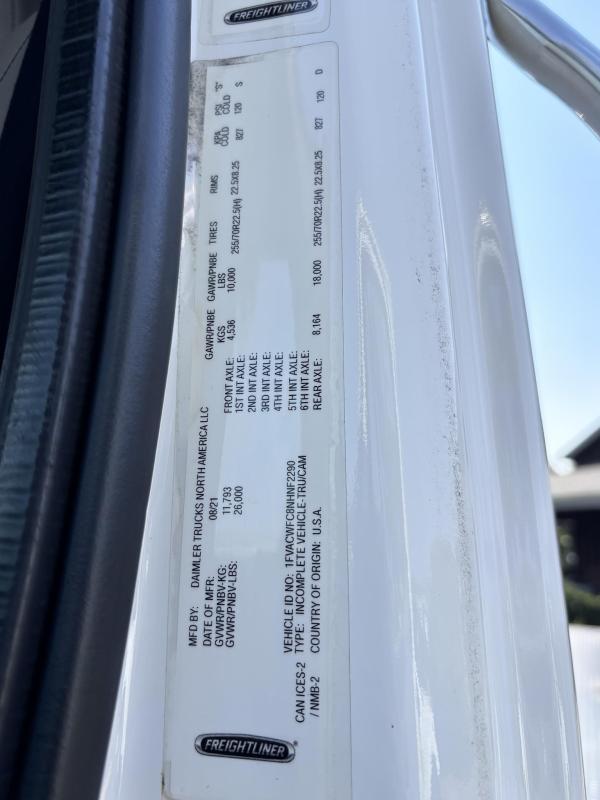 FREIGHTLINER
MFD BY: DAIMLER TRUCKS NORTH AMERICA LLC
DATE OF MFR: 08/21
GVWR/PNBV-KG: 11,793
GVWR/PNBV-LBS: 26,000
GAWR/PNBE KGS GAWR/PNBE LBS TIRES RIMS KPA COLD PSI COLD "S"
FRONT AXLE: 4,536 10,000 255/70R22.5(H) 22.5X8.25 827 120 S
1ST INT AXLE:
2ND INT AXLE:
3RD INT AXLE:
4TH INT AXLE:
5TH INT AXLE:
6TH INT AXLE:
REAR AXLE: 8,164 18,000 255/70R22.5(H) 22.5X8.25 827 120 D
VEHICLE ID NO: 1FVACWFC8NHNF2290
CAN ICES-2 TYPE: INCOMPLETE VEHICLE-TRU/CAM
/ NMB-2 COUNTRY OF ORIGIN: U.S.A.
FREIGHTLINER